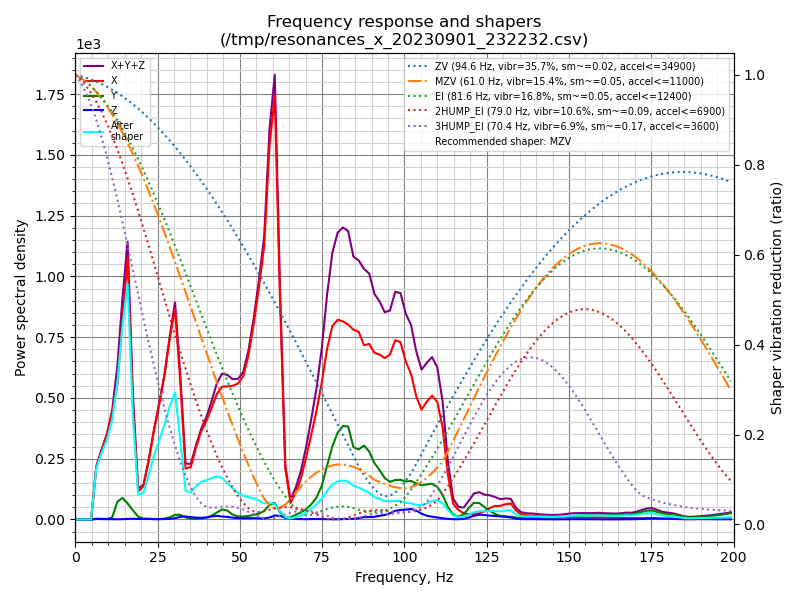 Frequency response and shapers
(/tmp/resonances_x_20230901_232232.csv)
1e3
X+Y+Z
X
Y
Z
After
shaper
ZV (94.6 Hz, vibr=35.7%, sm~=0.02, accel<=34900)
MZV (61.0 Hz, vibr=15.4%, sm~=0.05, accel<=11000)
EI (81.6 Hz, vibr=16.8%, sm~=0.05, accel<=12400)
2HUMP_EI (79.0 Hz, vibr=10.6%, sm~=0.09, accel<=6900)
3HUMP_EI (70.4 Hz, vibr=6.9%, sm~=0.17, accel<=3600)
Recommended shaper: MZV
Power spectral density
1.75
1.50
1.25
1.00
0.75
0.50
0.25
0.00
1.0
0.8
0.6
0.4
0.2
0.0
Shaper vibration reduction (ratio)
0
25
50
75
100
125
150
175
200
Frequency, Hz